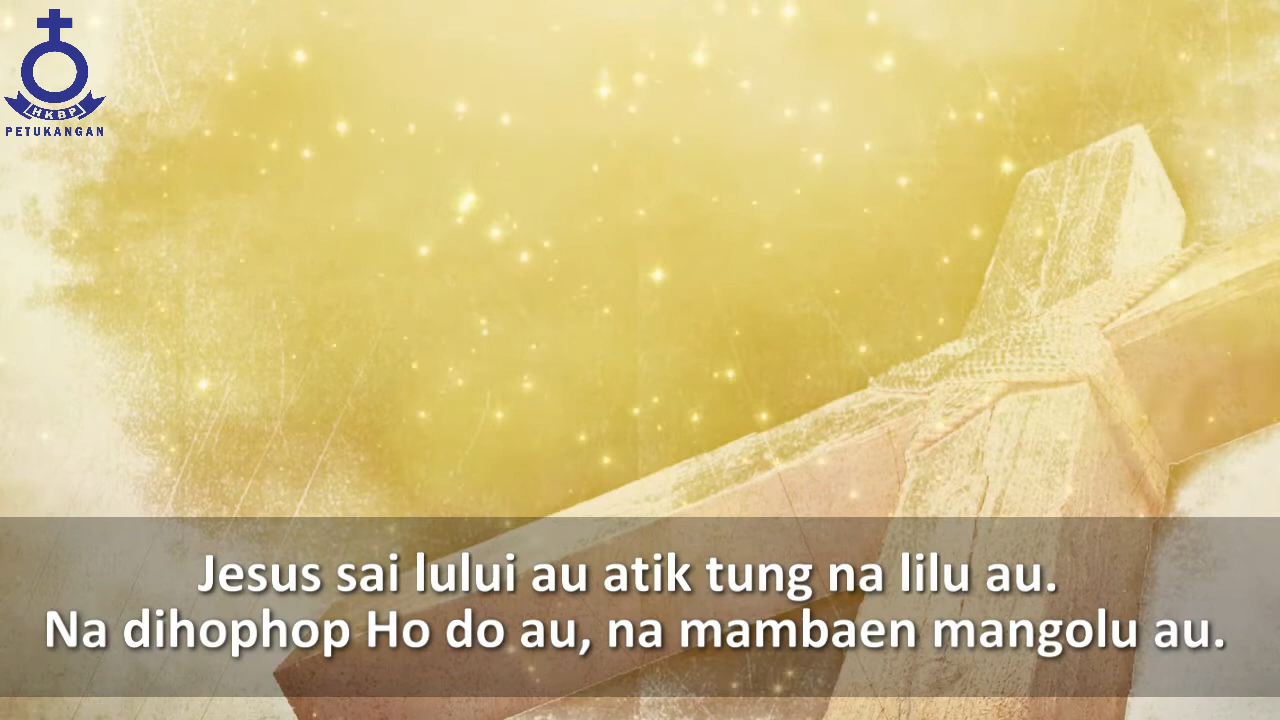 HKBP
PETUKANGAN
Jesus sai lului au atik tung na lilu au.
Na dihophop Ho do au, na mambaen mangolu au.